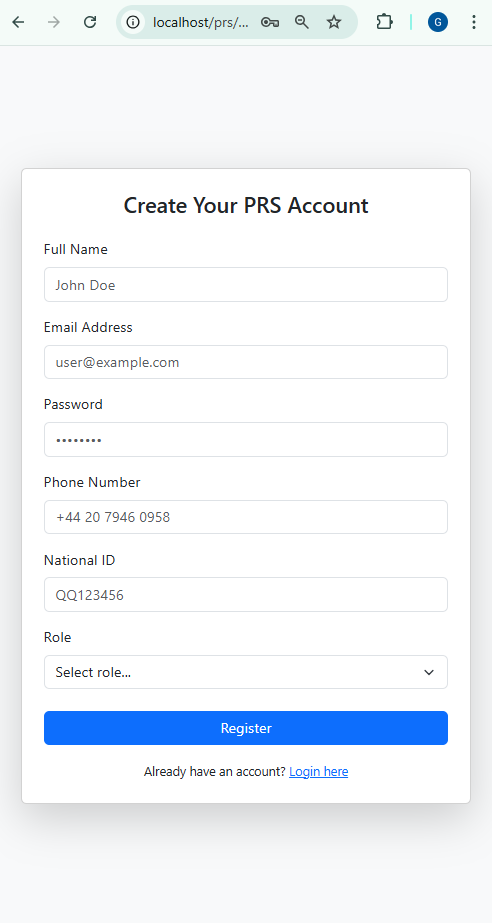 localhost/prs/...
G
Create Your PRS Account
Full Name
John Doe
Email Address
user@example.com
Password
••••••••
Phone Number
+44 20 7946 0958
National ID
QQ123456
Role
Select role...
Register
Already have an account? Login here